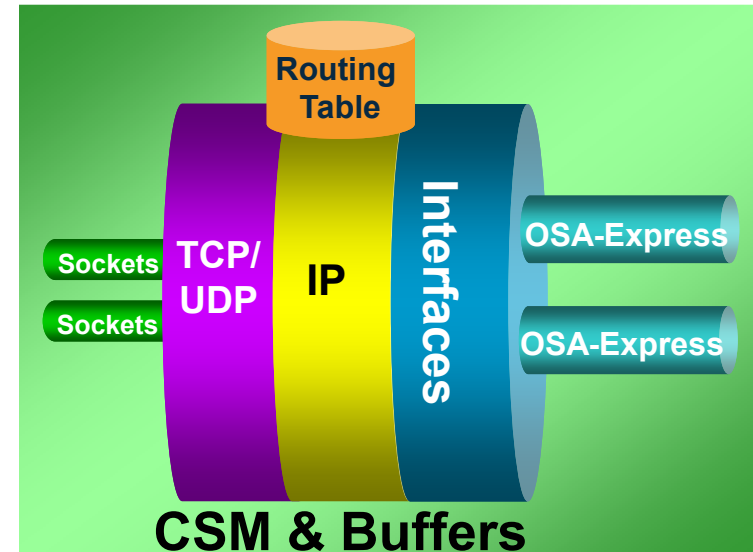 Routing
Table
Sockets
Sockets
TCP/
UDP
IP
Interfaces
OSA-Express
OSA-Express
CSM & Buffers